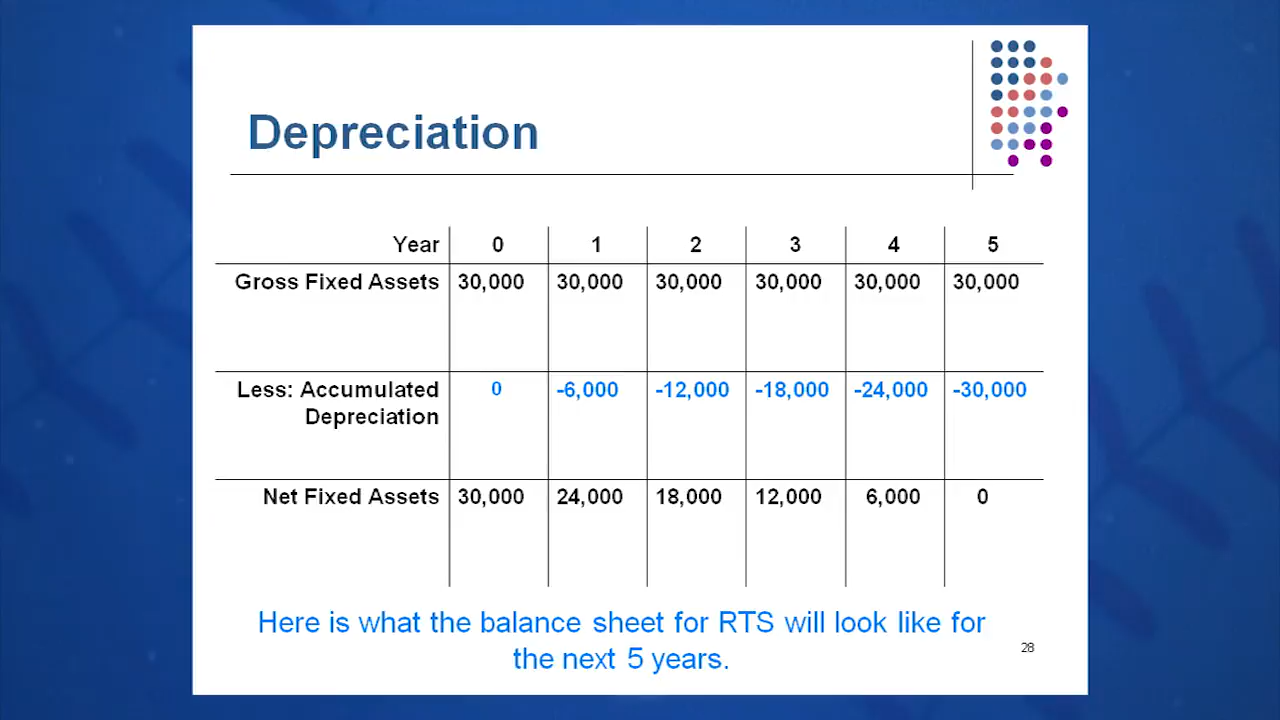 Depreciation
Year 0 1 2 3 4 5
Gross Fixed Assets 30,000 30,000 30,000 30,000 30,000 30,000
Less: Accumulated 0 -6,000 -12,000 -18,000 -24,000 -30,000
Depreciation
Net Fixed Assets 30,000 24,000 18,000 12,000 6,000 0
Here is what the balance sheet for RTS will look like for
the next 5 years.
28